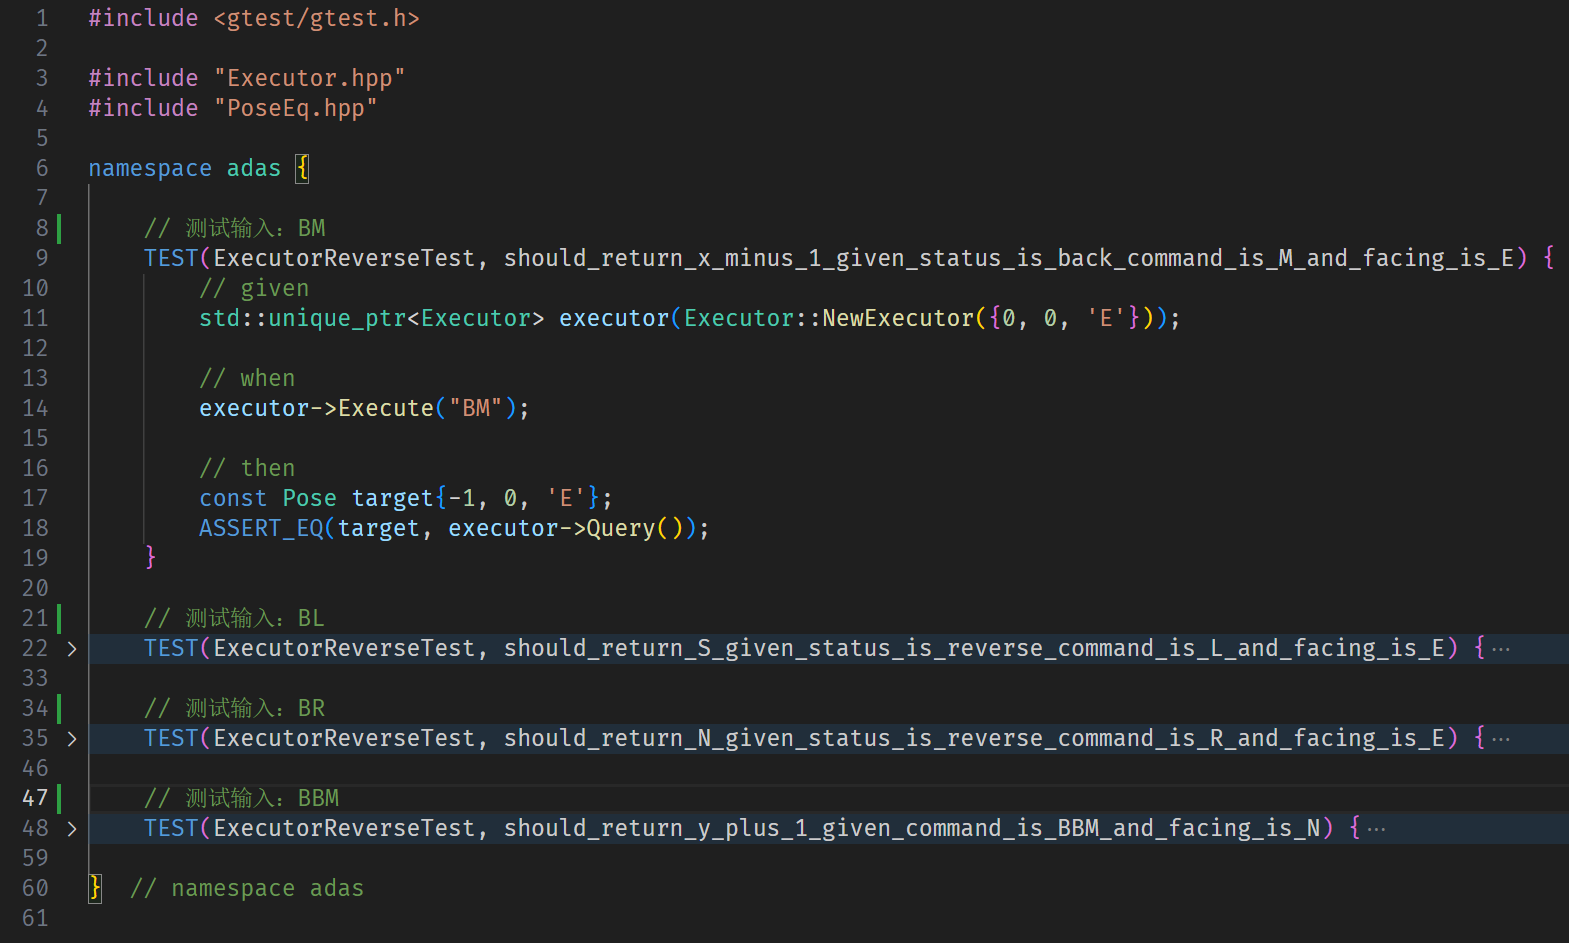 1 #include <gtest/gtest.h>
2
3 #include "Executor.hpp"
4 #include "PoseEq.hpp"
5
6 namespace adas {
7
8 // 测试输入：BM
9 TEST(ExecutorReverseTest, should_return_x_minus_1_given_status_is_back_command_is_M_and_facing_is_E) {
10 // given
11 std::unique_ptr<Executor> executor(Executor::NewExecutor({0, 0, 'E'}));
12
13 // when
14 executor->Execute("BM");
15
16 // then
17 const Pose target{-1, 0, 'E'};
18 ASSERT_EQ(target, executor->Query());
19 }
20
21 // 测试输入：BL
22 TEST(ExecutorReverseTest, should_return_S_given_status_is_reverse_command_is_L_and_facing_is_E) {⋯
33
34 // 测试输入：BR
35 TEST(ExecutorReverseTest, should_return_N_given_status_is_reverse_command_is_R_and_facing_is_E) {⋯
46
47 // 测试输入：BBM
48 TEST(ExecutorReverseTest, should_return_y_plus_1_given_command_is_BBM_and_facing_is_N) {⋯
59
60 } // namespace adas
61